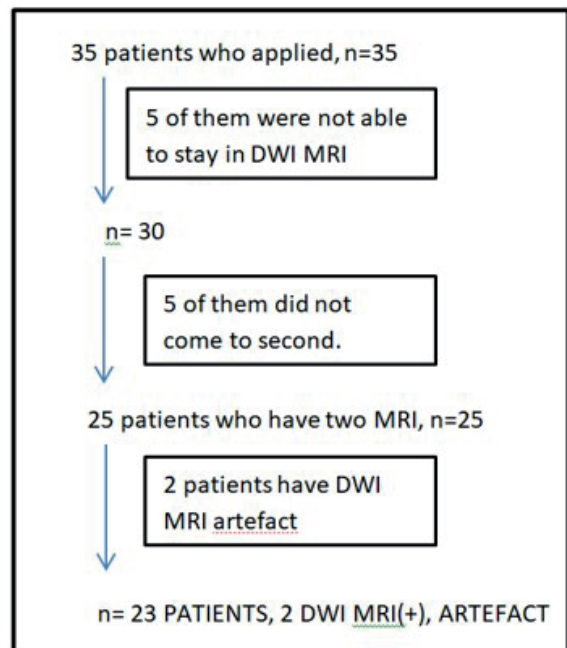 35 patients who applied, n=35
5 of them were not able
to stay in DWI MRI
n= 30
5 of them did not
come to second.
25 patients who have two MRI, n=25
2 patients have DWI
MRI artefact
n= 23 PATIENTS, 2 DWI MRI(+), ARTEFACT